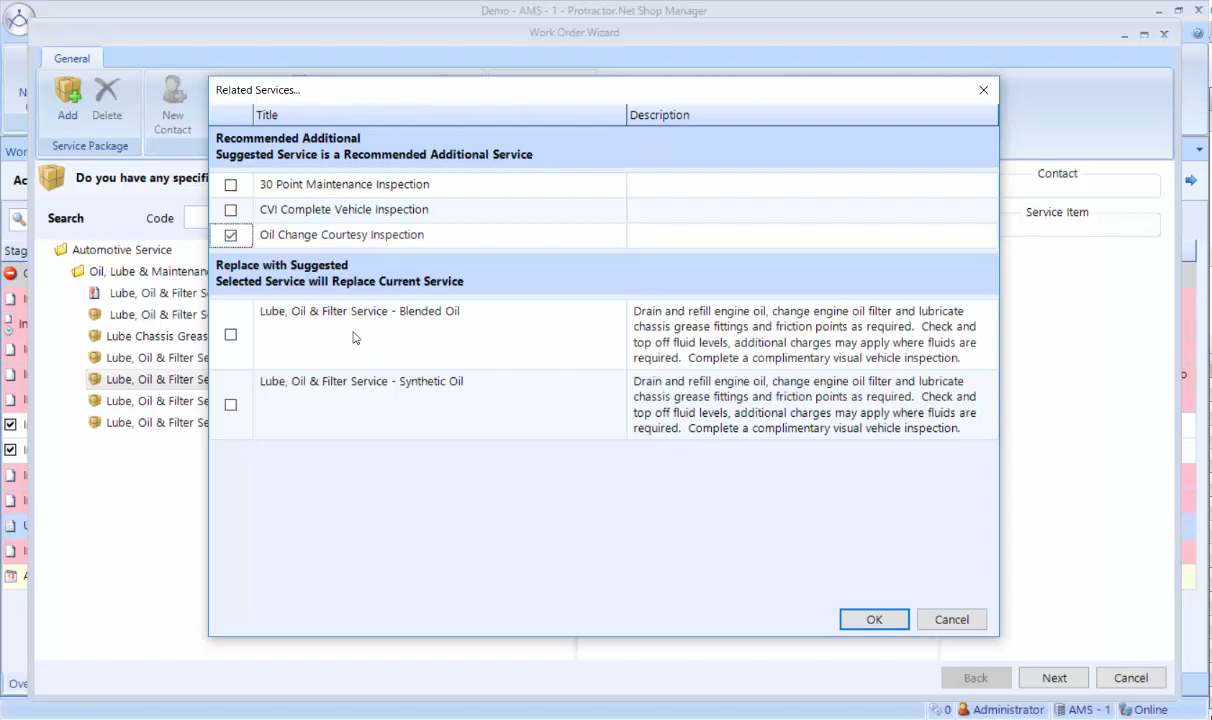 Demo - AMS - 1 - Protractor.Net Shop Manager
Work Order Wizard
General
Add
Delete
New
Contact
Service Package
Do you have any specifi
Search
Code
Automotive Service
Oil, Lube & Maintenan
Lube, Oil & Filter S
Lube, Oil & Filter Se
Lube Chassis Greas
Lube, Oil & Filter Se
Lube, Oil & Filter Se
Lube, Oil & Filter Se
Lube, Oil & Filter Se
Related Services...
Title
Description
Recommended Additional
Suggested Service is a Recommended Additional Service
30 Point Maintenance Inspection
CVI Complete Vehicle Inspection
Oil Change Courtesy Inspection
Replace with Suggested
Selected Service will Replace Current Service
Lube, Oil & Filter Service - Blended Oil
Drain and refill engine oil, change engine oil filter and lubricate
chassis grease fittings and friction points as required. Check and
top off fluid levels, additional charges may apply where fluids are
required. Complete a complimentary visual vehicle inspection.
Lube, Oil & Filter Service - Synthetic Oil
Drain and refill engine oil, change engine oil filter and lubricate
chassis grease fittings and friction points as required. Check and
top off fluid levels, additional charges may apply where fluids are
required. Complete a complimentary visual vehicle inspection.
OK
Cancel
Contact
Service Item
Back
Next
Cancel
Wor
Ac
Stag
Ove
0
Administrator
AMS - 1
Online